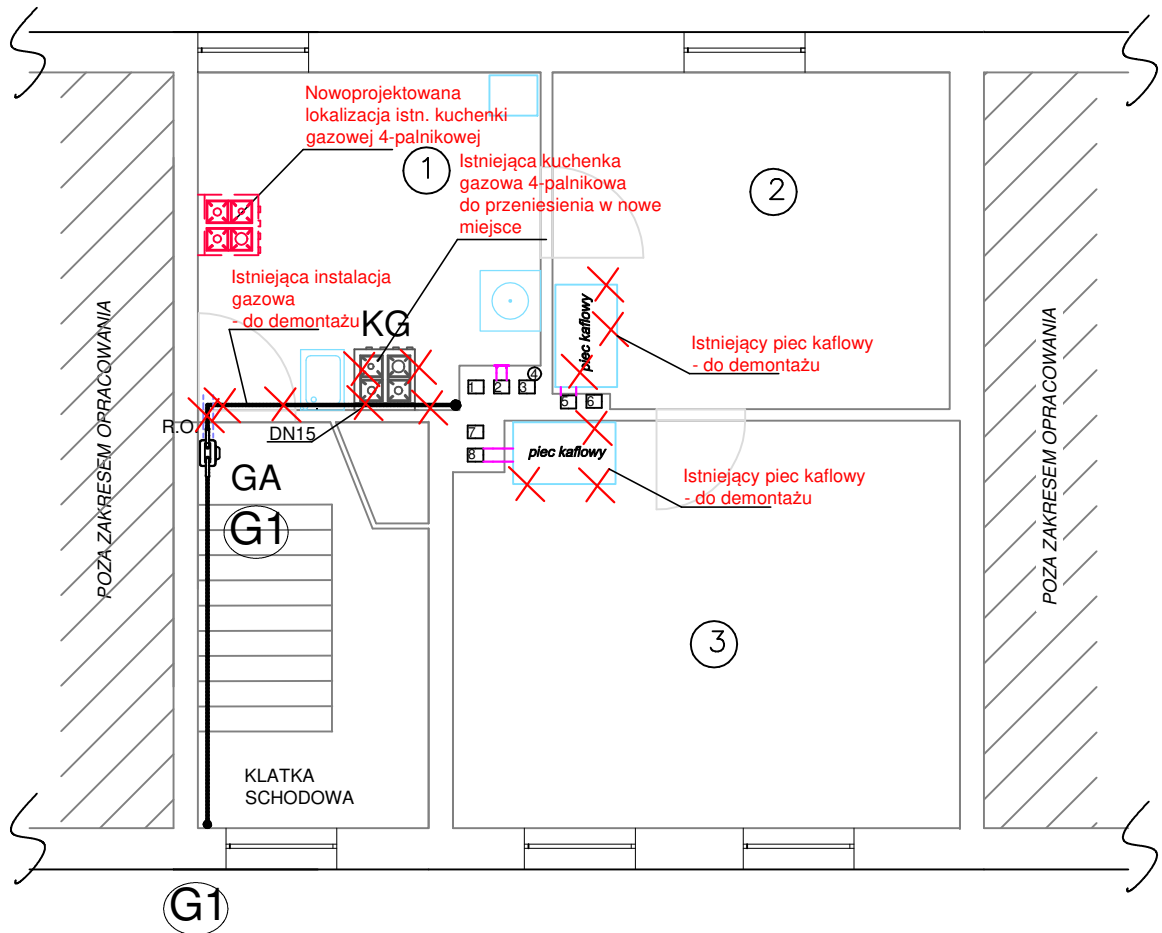 Nowoprojektowana
lokalizacja istn. kuchenki
gazowej 4-palnikowej
1
Istniejąca kuchenka
gazowa 4-palnikowa
do przeniesienia w nowe
miejsce
2
Istniejąca instalacja
gazowa
- do demontażu
KG
piec kaflowy
Istniejący piec kaflowy
- do demontażu
1
2
3
4
5
6
7
8
R.O.
DN15
piec kaflowy
Istniejący piec kaflowy
- do demontażu
GA
G1
3
KLATKA
SCHODOWA
POZA ZAKRESEM OPRACOWANIA
POZA ZAKRESEM OPRACOWANIA
G1